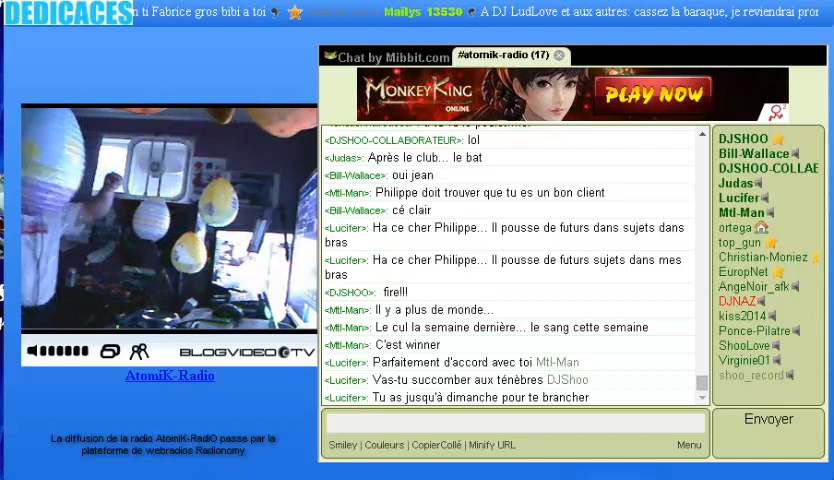 DEDICACES
n ti Fabrice gros bibi a toi
Maïlys 13530
A DJ LudLove et aux autres: cassez la baraque, je reviendrai pror
Chat by Mibbit.com
#atomik-radio (17)
MONKEYKING
ONLINE
PLAY NOW
<DJSHOO-COLLABORATEUR>: lol
<Judas>: Après le club... le bat
<Bill-Wallace>: oui jean
<Mtl-Man>: Philippe doit trouver que tu es un bon client
<Bill-Wallace>: cé clair
<Lucifer>: Ha ce cher Philippe... Il pousse de futurs dans sujets dans
bras
<Lucifer>: Ha ce cher Philippe... Il pousse de futurs sujets dans mes
bras
<DJSHOO>: fire!!!
<Mtl-Man>: Il y a plus de monde...
<Mtl-Man>: Le cul la semaine dernière... le sang cette semaine
<Mtl-Man>: C'est winner
<Lucifer>: Parfaitement d'accord avec toi Mtl-Man
<Lucifer>: Vas-tu succomber aux ténèbres DJShoo
<Lucifer>: Tu as jusqu'à dimanche pour te brancher
DJSHOO
Bill-Wallace
DJSHOO-COLLAE
Judas
Lucifer
Mtl-Man
ortega
top_gun
Christian-Moniez
EuropNet
AngeNoir_afk
DJNAZ
kiss2014
Ponce-Pilatre
ShooLove
Virginie01
shoo_record
Smiley | Couleurs | CopierCollé | Minify URL
Menu
Envoyer
BLOGVIDEO TV
AtomiK-Radio
La diffusion de la radio AtomiK-RadiO passe par la
plateforme de webradios Radionomy